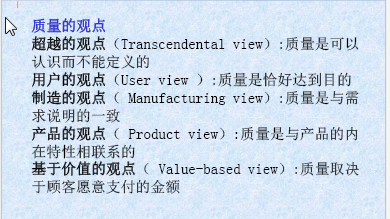 质量的观点
超越的观点（Transcendental view）:质量是可以
认识而不能定义的
用户的观点（User view ）:质量是恰好达到目的
制造的观点（ Manufacturing view）:质量是与需
求说明的一致
产品的观点（ Product view）:质量是与产品的内
在特性相联系的
基于价值的观点（ Value-based view）:质量取决
于顾客愿意支付的金额